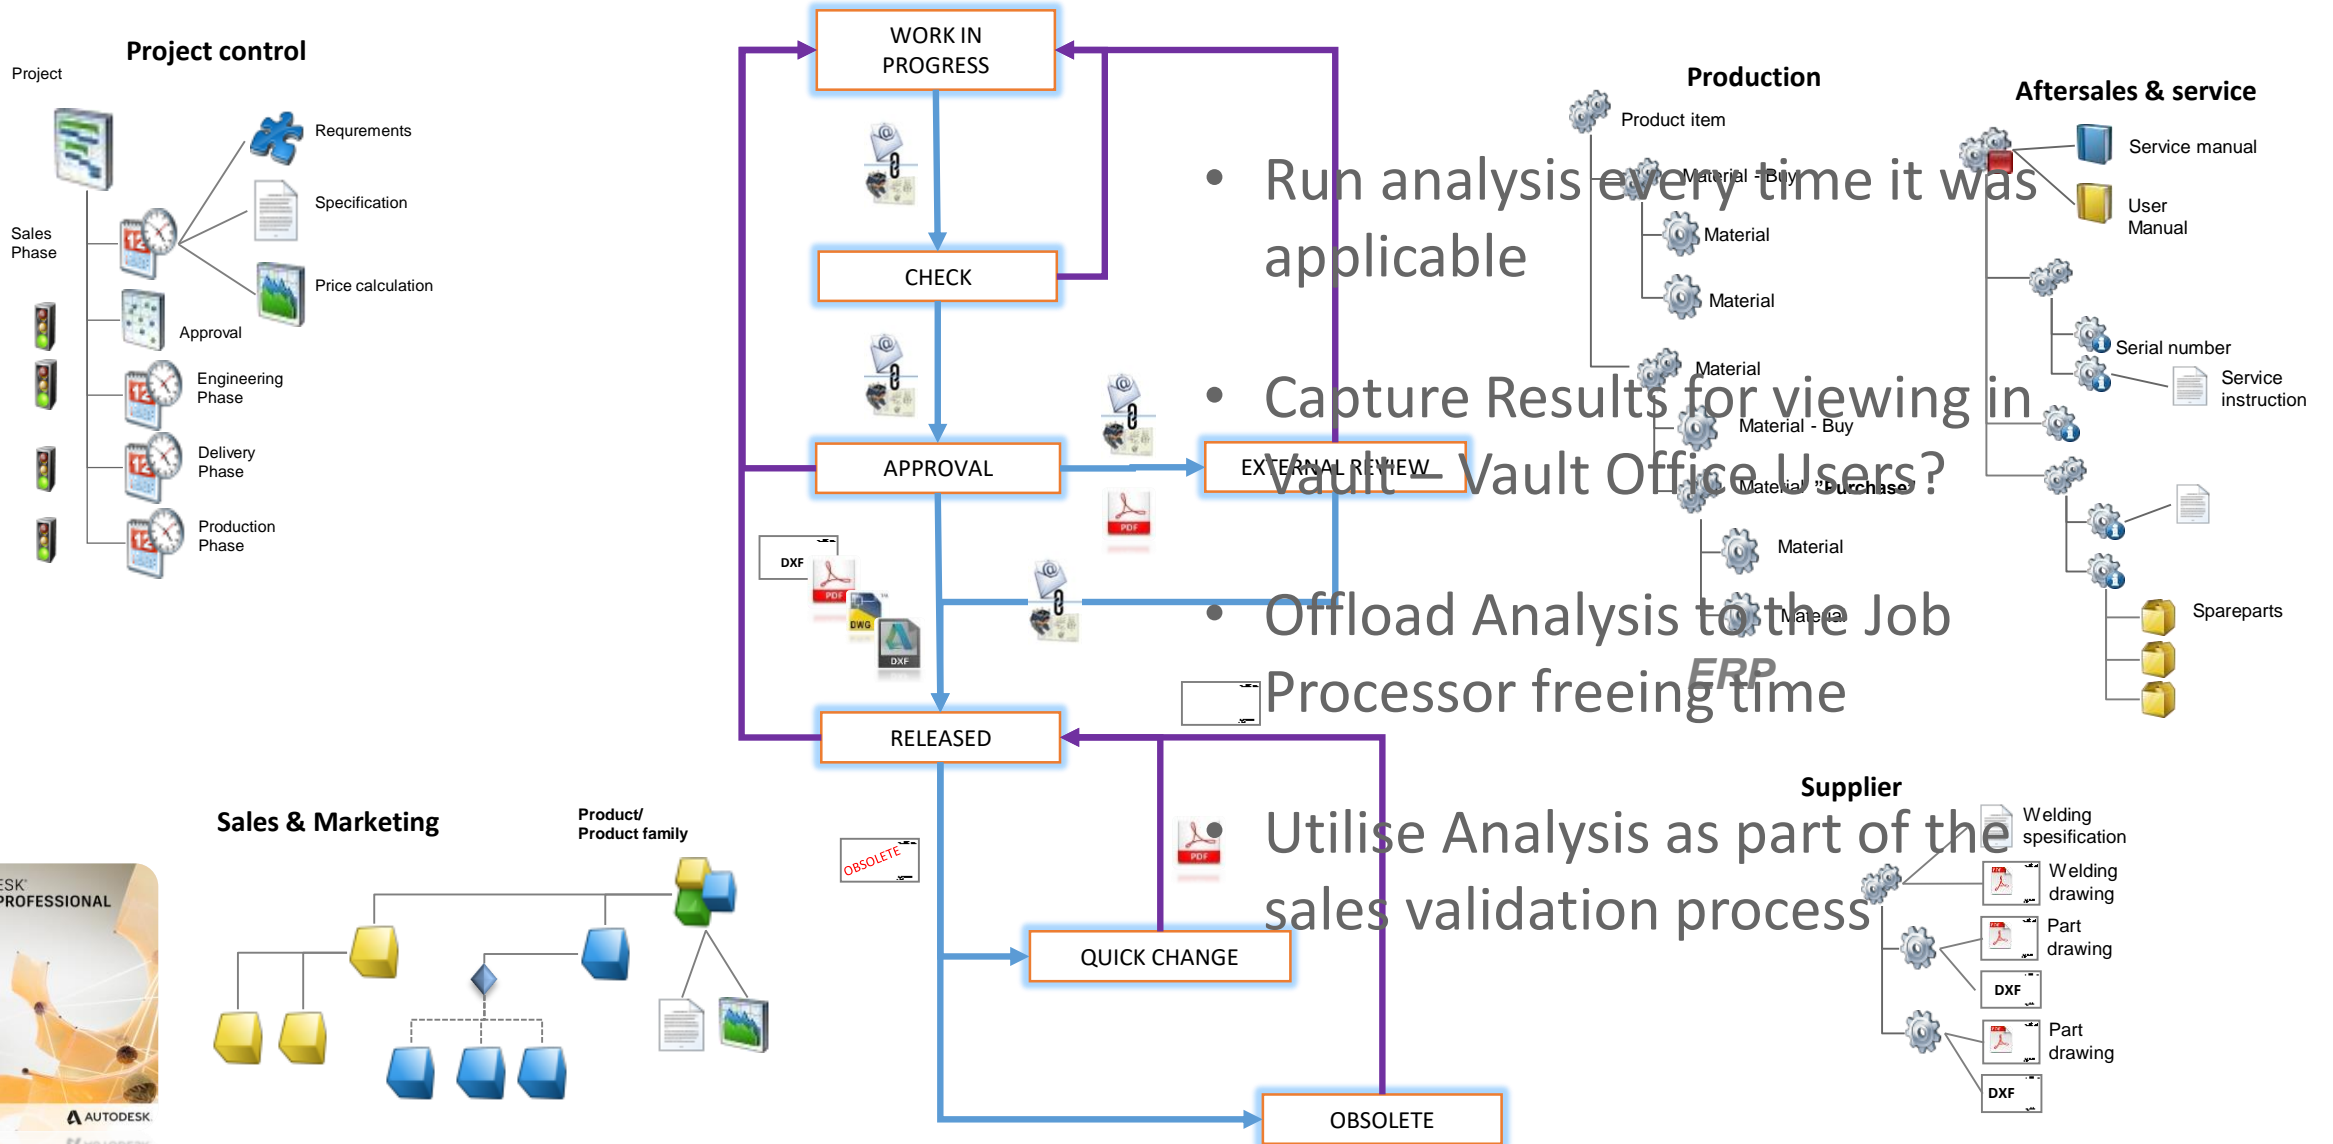 Project control
Project
Requrements
Specification
Sales
Phase
Price calculation
Approval
Engineering
Phase
Delivery
Phase
Production
Phase
WORK IN
PROGRESS
CHECK
APPROVAL
EXTERNAL REVIEW
PDF
DXF
PDF
DWG
DXF
RELEASED
OBSOLETE
PDF
QUICK CHANGE
OBSOLETE
• Run analysis every time it was
applicable
• Capture Results for viewing in
Vault – Vault Office Users?
• Offload Analysis to the Job
Processor freeing time
• Utilise Analysis as part of the
sales validation process
Production
Product item
Material - Buy
Material
Material
Material
Material - Buy
Material "Purchase"
Material
Material
ERP
Aftersales & service
Service manual
User
Manual
Serial number
Service
instruction
Spareparts
Sales & Marketing
Product/
Product family
ESK
PROFESSIONAL
AUTODESK
Supplier
Welding
spesification
Welding
drawing
Part
drawing
DXF
Part
drawing
DXF